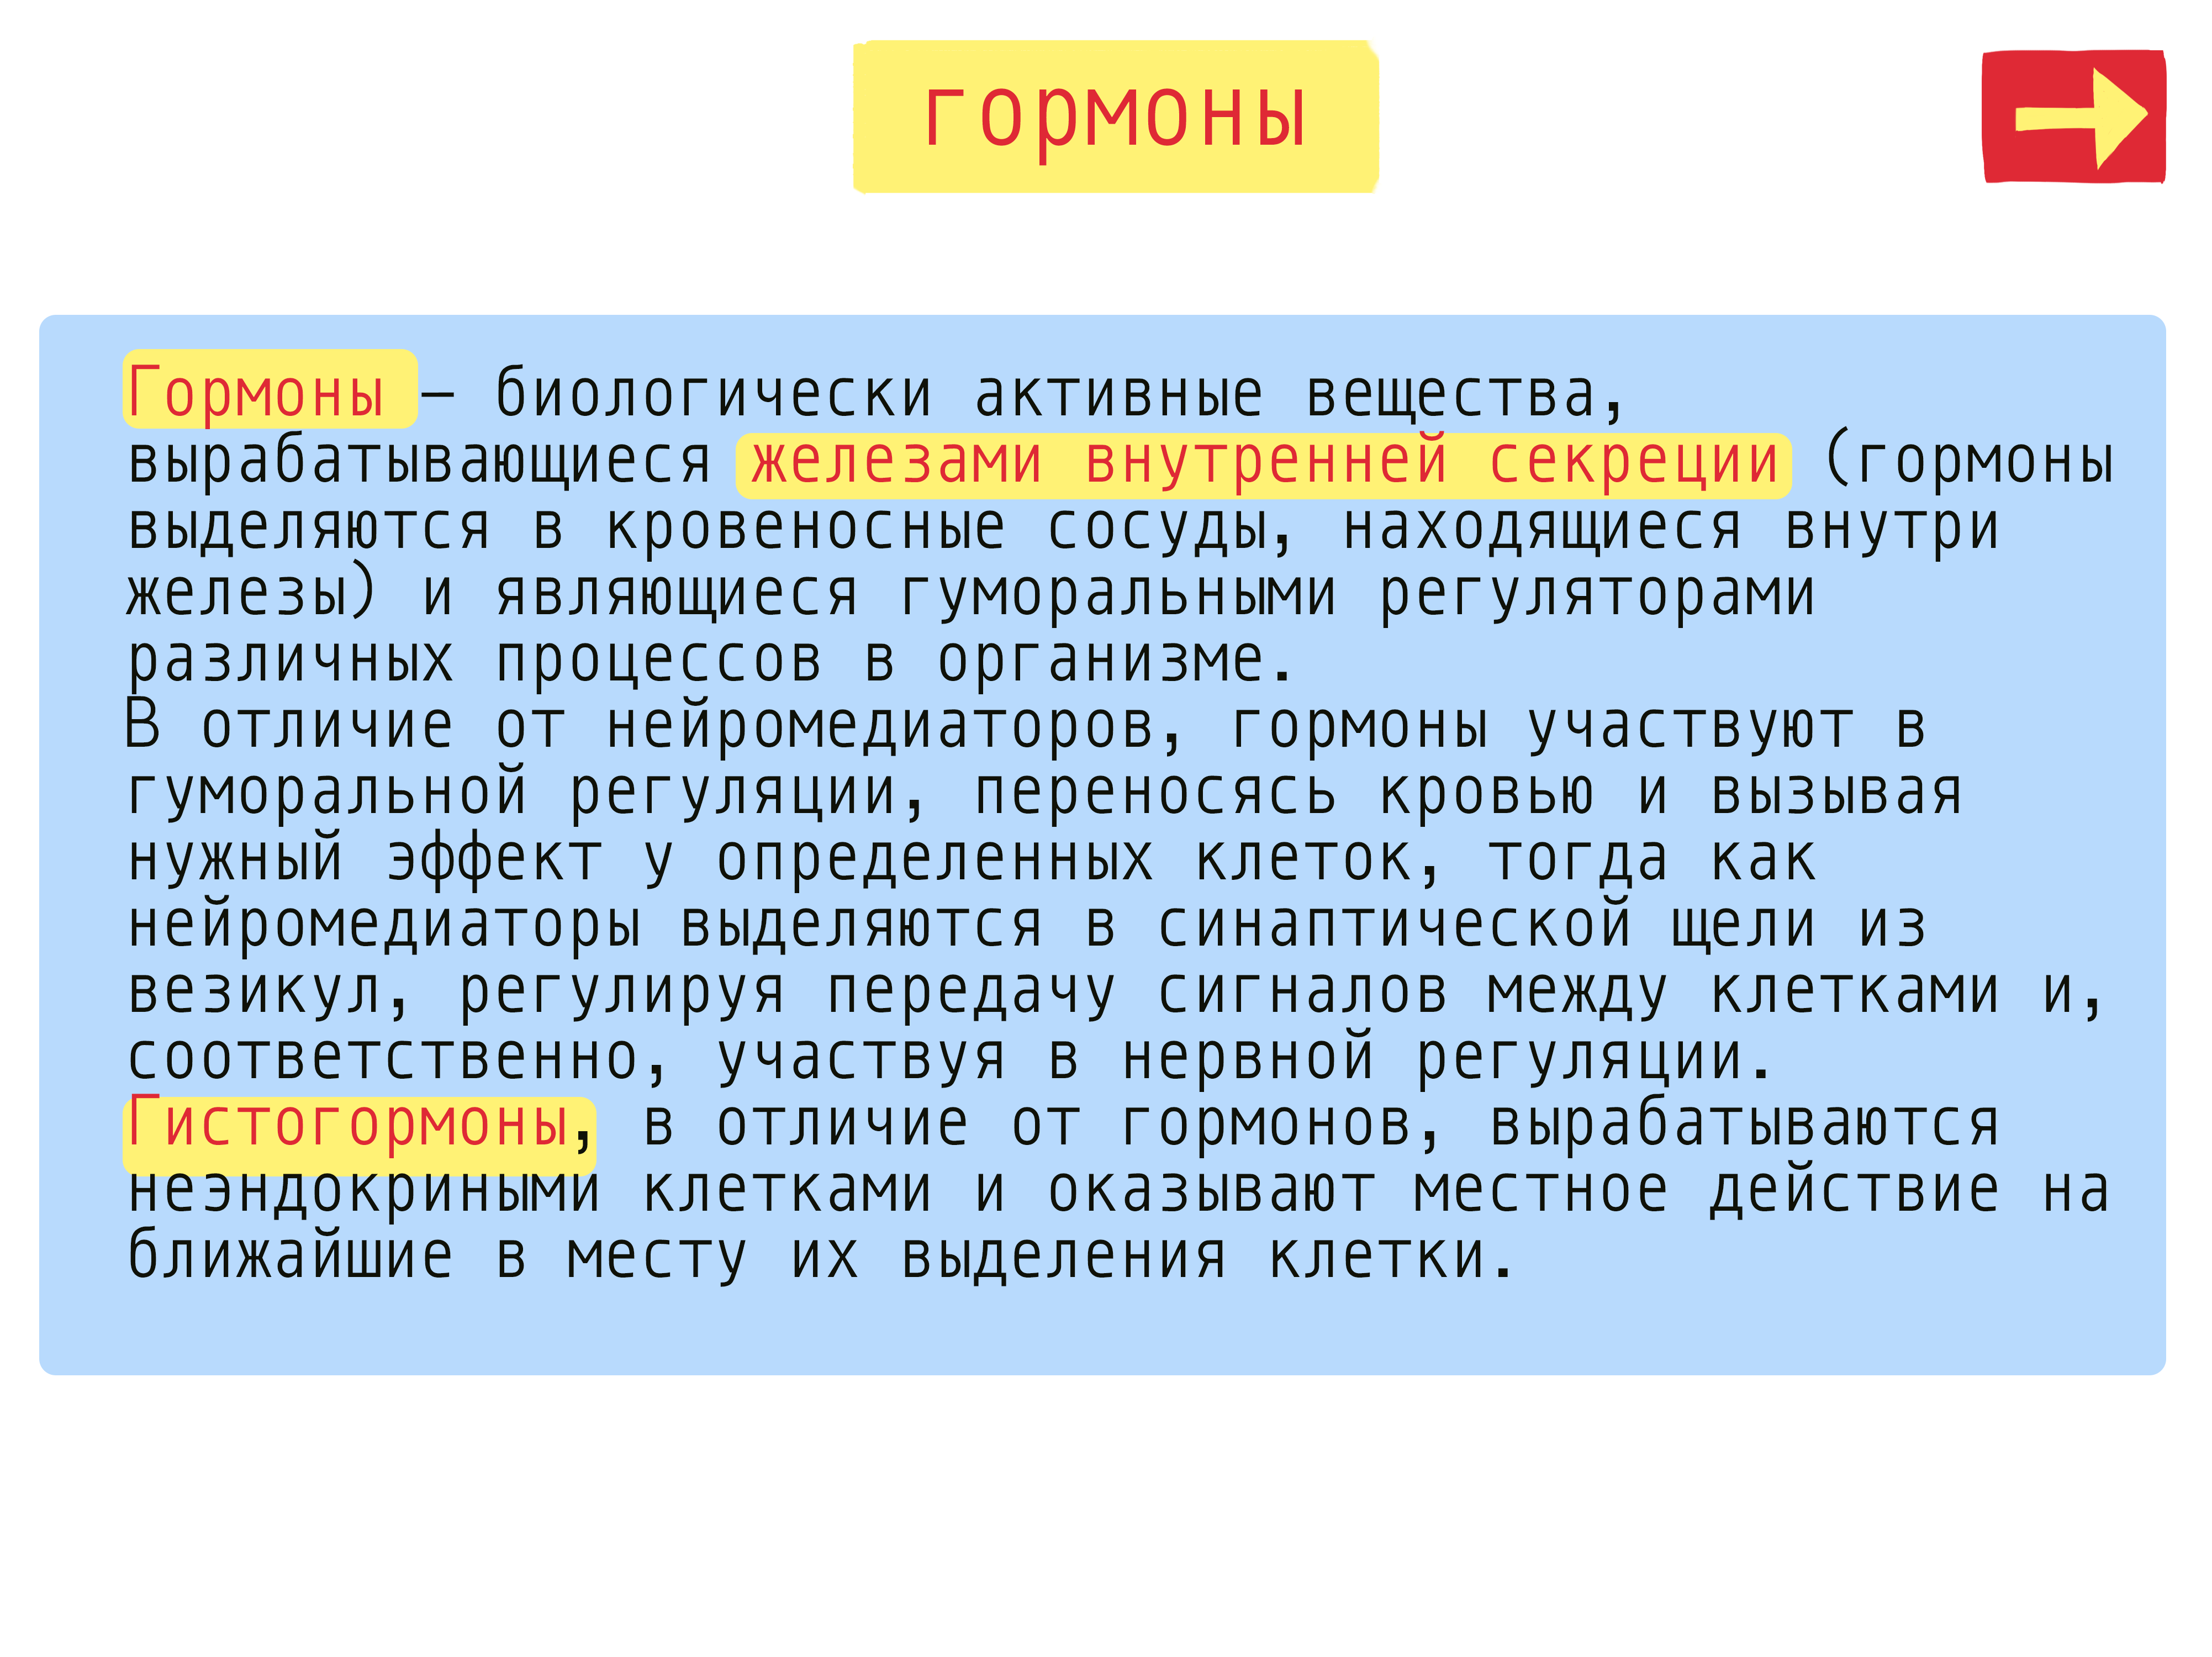 гормоны
Гормоны – биологически активные вещества,
вырабатывающиеся железами внутренней секреции (гормоны
выделяются в кровеносные сосуды, находящиеся внутри
железы) и являющиеся гуморальными регуляторами
различных процессов в организме.
В отличие от нейромедиаторов, гормоны участвуют в
гуморальной регуляции, переносясь кровью и вызывая
нужный эффект у определенных клеток, тогда как
нейромедиаторы выделяются в синаптической щели из
везикул, регулируя передачу сигналов между клетками и,
соответственно, участвуя в нервной регуляции.
Гистогормоны, в отличие от гормонов, вырабатываются
неэндокриными клетками и оказывают местное действие на
ближайшие в месту их выделения клетки.